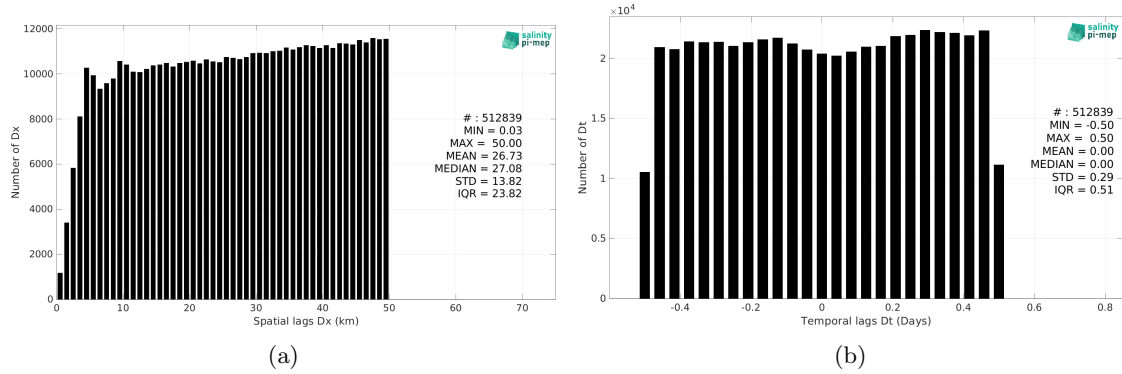 12000
10000
8000
6000
4000
2000
0
Number of Dx
salinity
pi-mep
# : 512839
MIN = 0.03
MAX = 50.00
MEAN = 26.73
MEDIAN = 27.08
STD = 13.82
IQR = 23.82
0 10 20 30 40 50 60 70
Spatial lags Dx (km)
(a)
×10⁴
2
1.5
1
0.5
0
Number of Dt
salinity
pi-mep
# : 512839
MIN = -0.50
MAX = 0.50
MEAN = 0.00
MEDIAN = 0.00
STD = 0.29
IQR = 0.51
-0.4 -0.2 0 0.2 0.4 0.6 0.8
Temporal lags Dt (Days)
(b)